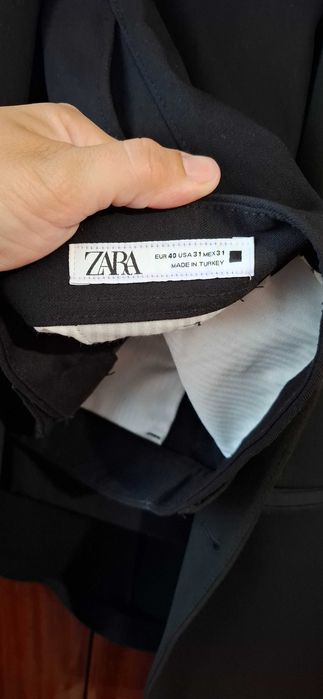 ZARA
EUR 40 USA 31 MEX 31
MADE IN TURKEY